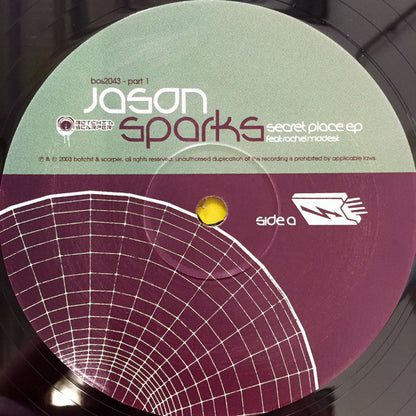 bos2043 - part 1
Jason
sparks
BOTCHIT&
SCARPER
secret place ep
feat rachel modest
℗ & © 2003 botchit & scarper. all rights reserved. unauthorised duplication of this recording is prohibited by applicable laws.
side a